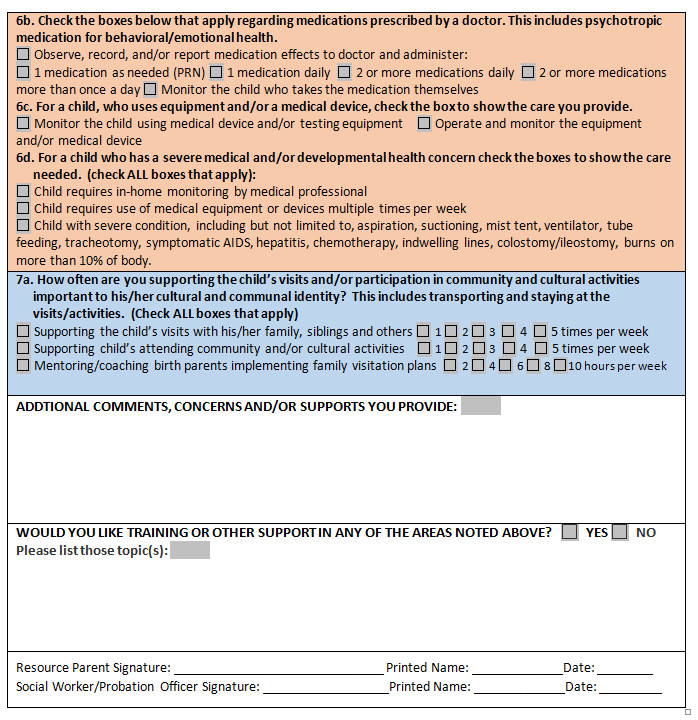 6b. Check the boxes below that apply regarding medications prescribed by a doctor. This includes psychotropic
medication for behavioral/emotional health.
☐ Observe, record, and/or report medication effects to doctor and administer:
☐ 1 medication as needed (PRN) ☐ 1 medication daily ☐ 2 or more medications daily ☐ 2 or more medications
more than once a day ☐ Monitor the child who takes the medication themselves
6c. For a child, who uses equipment and/or a medical device, check the box to show the care you provide.
☐ Monitor the child using medical device and/or testing equipment ☐ Operate and monitor the equipment
and/or medical device
6d. For a child who has a severe medical and/or developmental health concern check the boxes to show the care
needed. (check ALL boxes that apply):
☐ Child requires in-home monitoring by medical professional
☐ Child requires use of medical equipment or devices multiple times per week
☐ Child with severe condition, including but not limited to, aspiration, suctioning, mist tent, ventilator, tube
feeding, tracheotomy, symptomatic AIDS, hepatitis, chemotherapy, indwelling lines, colostomy/ileostomy, burns on
more than 10% of body.
7a. How often are you supporting the child's visits and/or participation in community and cultural activities
important to his/her cultural and communal identity? This includes transporting and staying at the
visits/activities. (Check ALL boxes that apply)
☐ Supporting the child's visits with his/her family, siblings and others ☐ 1 ☐ 2 ☐ 3 ☐ 4 ☐ 5 times per week
☐ Supporting child's attending community and/or cultural activities ☐ 1 ☐ 2 ☐ 3 ☐ 4 ☐ 5 times per week
☐ Mentoring/coaching birth parents implementing family visitation plans ☐ 2 ☐ 4 ☐ 6 ☐ 8 ☐ 10 hours per week
ADDTIONAL COMMENTS, CONCERNS AND/OR SUPPORTS YOU PROVIDE:
WOULD YOU LIKE TRAINING OR OTHER SUPPORT IN ANY OF THE AREAS NOTED ABOVE? ☐ YES ☐ NO
Please list those topic(s):
Resource Parent Signature: ______________________________ Printed Name: _____________ Date: ________
Social Worker/Probation Officer Signature: __________________ Printed Name: _____________ Date: _________